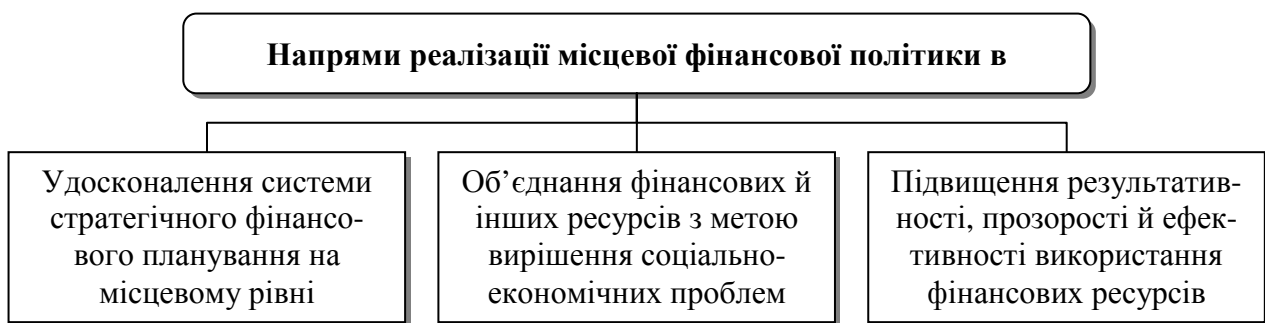 Напрями реалізації місцевої фінансової політики в
Удосконалення системи
стратегічного фінансо-
вого планування на
місцевому рівні
Об’єднання фінансових й
інших ресурсів з метою
вирішення соціально-
економічних проблем
Підвищення результатив-
ності, прозорості й ефек-
тивності використання
фінансових ресурсів